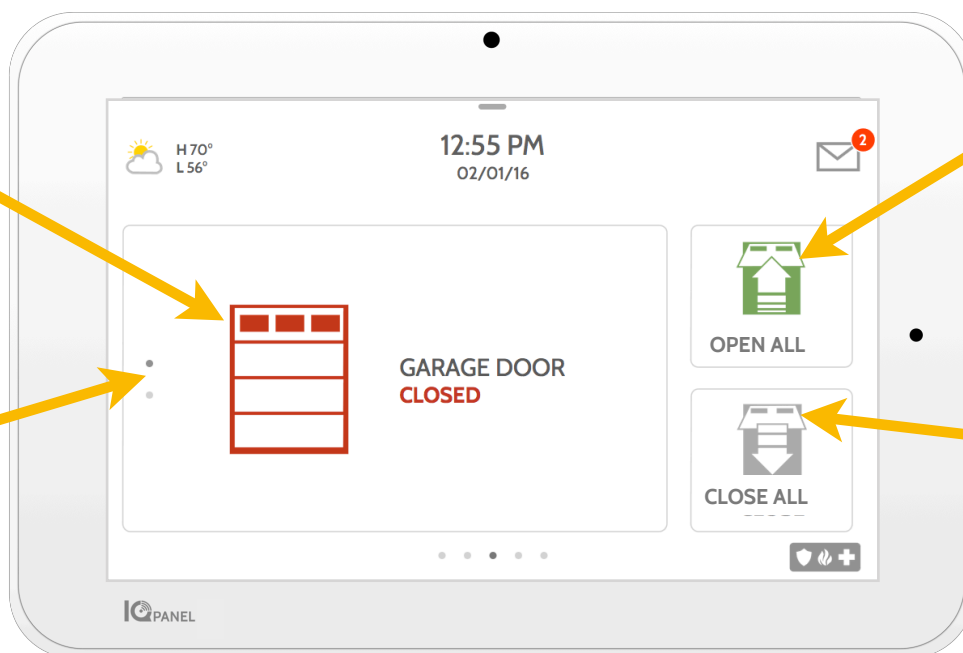 H 70°
L 56°
12:55 PM
02/01/16
2
GARAGE DOOR
CLOSED
OPEN ALL
CLOSE ALL
IQ PANEL